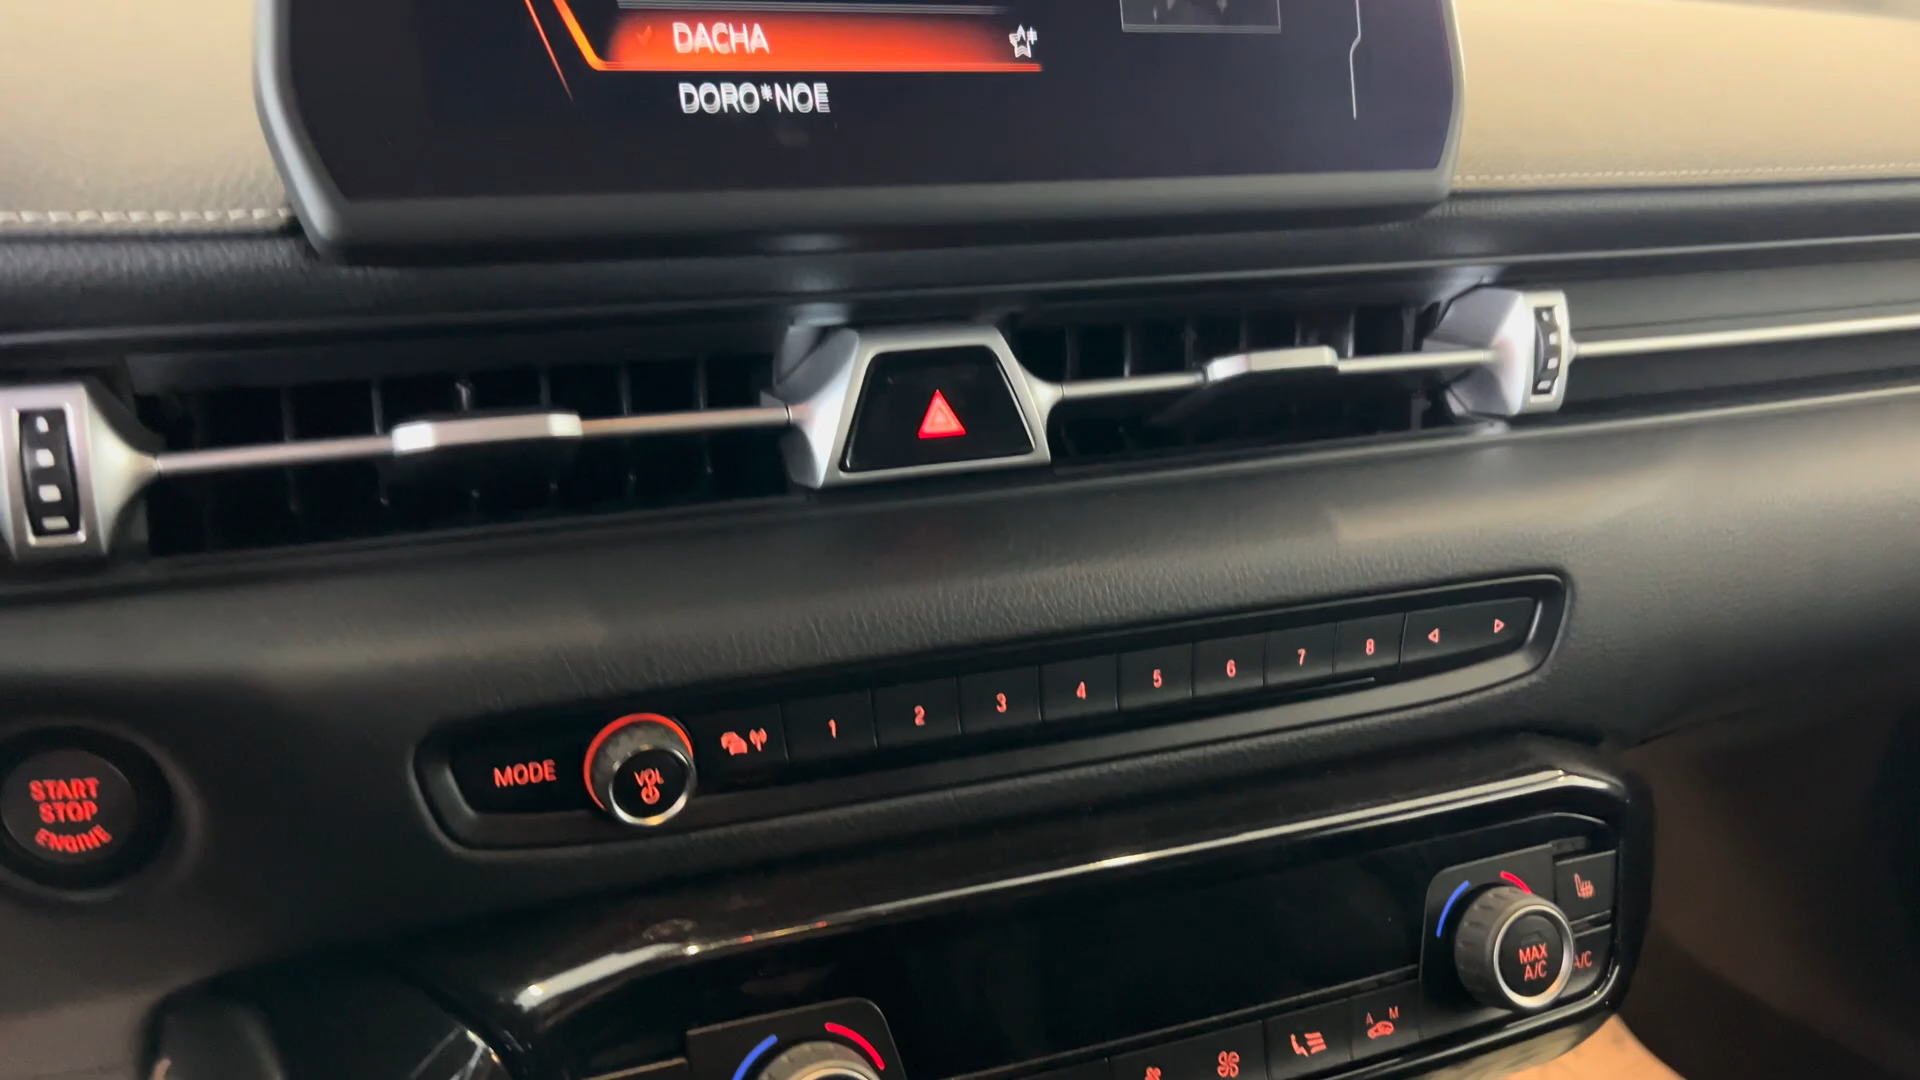 DACHA
DORO*NOE
MODE
VOL
1 2 3 4 5 6 7 8
START
STOP
ENGINE
MAX
A/C
A/C
A M